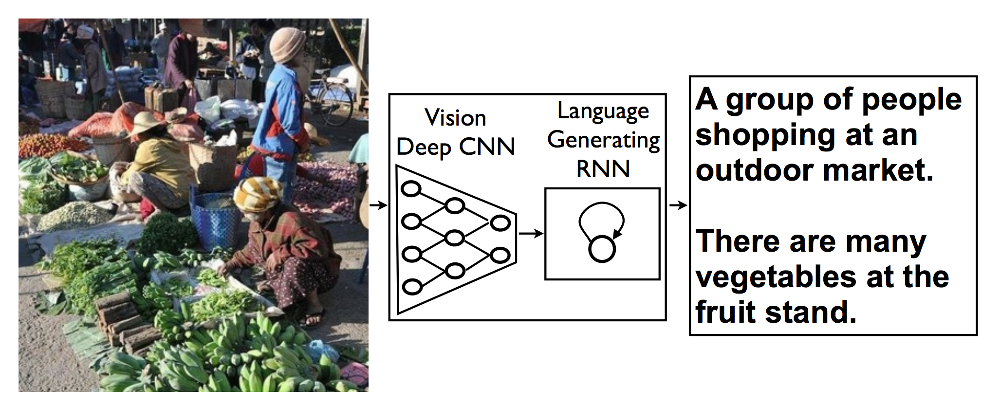 Vision
Deep CNN
Language
Generating
RNN
A group of people
shopping at an
outdoor market.
There are many
vegetables at the
fruit stand.